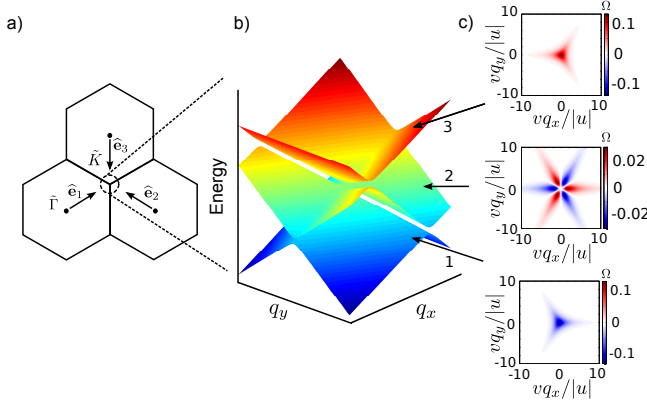 a)
b)
c)
ê₃
K̃
ê₁
ê₂
Γ̃
Energy
q_y
q_x
3
2
1
10
vq_y/|u|
0
-10
-10 0 10
vq_x/|u|
Ω
0.1
0
-0.1
10
vq_y/|u|
0
-10
-10 0 10
vq_x/|u|
Ω
0.02
0
-0.02
10
vq_y/|u|
0
-10
-10 0 10
vq_x/|u|
Ω
0.1
0
-0.1